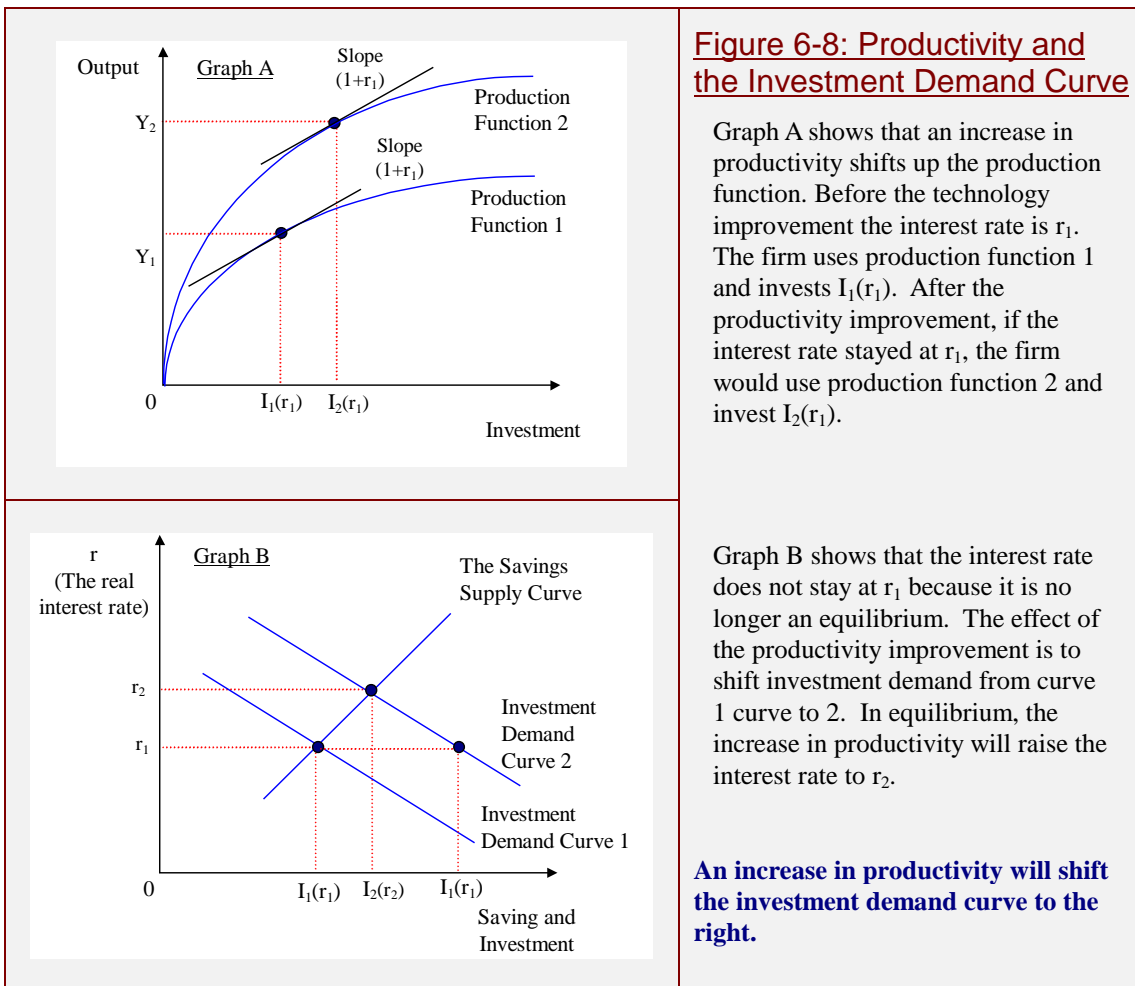 Output
Graph A
Slope
(1+r₁)
Production
Function 2
Y₂
Slope
(1+r₁)
Production
Function 1
Y₁
0
I₁(r₁)
I₂(r₁)
Investment
Figure 6-8: Productivity and
the Investment Demand Curve
Graph A shows that an increase in
productivity shifts up the production
function. Before the technology
improvement the interest rate is r₁.
The firm uses production function 1
and invests I₁(r₁). After the
productivity improvement, if the
interest rate stayed at r₁, the firm
would use production function 2 and
invest I₂(r₁).
r
(The real
interest rate)
Graph B
The Savings
Supply Curve
r₂
r₁
Investment
Demand
Curve 2
Investment
Demand Curve 1
0
I₁(r₁)
I₂(r₂)
I₁(r₁)
Saving and
Investment
Graph B shows that the interest rate
does not stay at r₁ because it is no
longer an equilibrium. The effect of
the productivity improvement is to
shift investment demand from curve
1 curve to 2. In equilibrium, the
increase in productivity will raise the
interest rate to r₂.
An increase in productivity will shift
the investment demand curve to the
right.